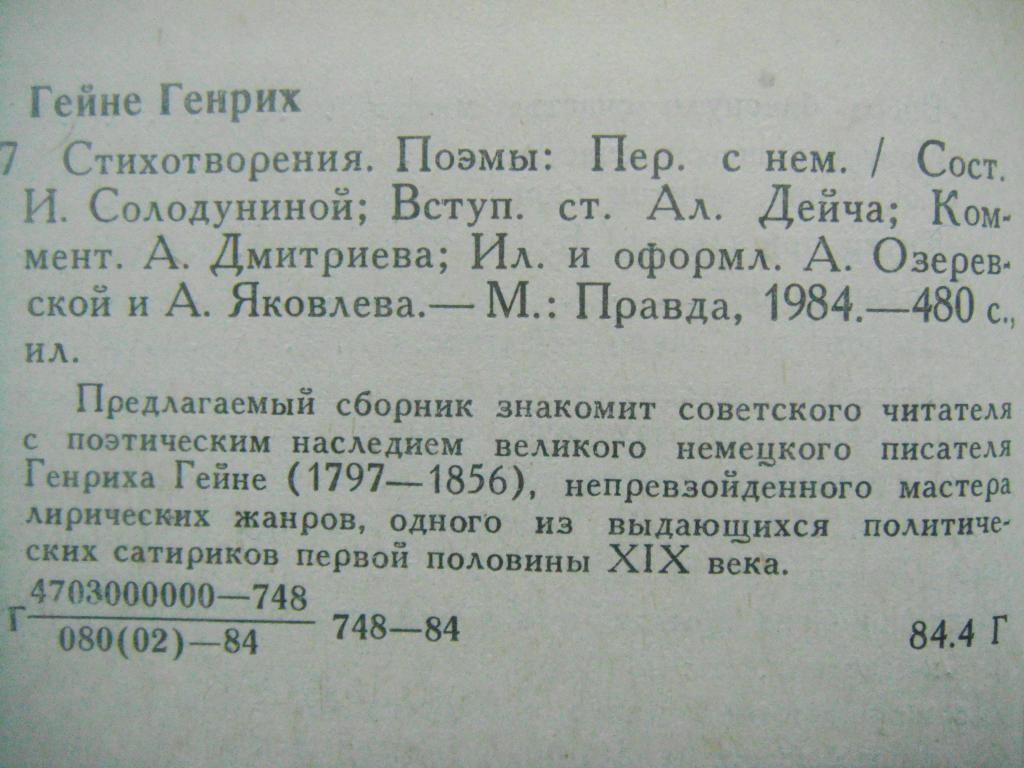 Гейне Генрих
7 Стихотворения. Поэмы: Пер. с нем. / Сост.
И. Солодуниной; Вступ. ст. Ал. Дейча; Ком-
мент. А. Дмитриева; Ил. и оформл. А. Озерев-
ской и А. Яковлева.— М.: Правда, 1984.—480 с.,
ил.
Предлагаемый сборник знакомит советского читателя
с поэтическим наследием великого немецкого писателя
Генриха Гейне (1797—1856), непревзойденного мастера
лирических жанров, одного из выдающихся политиче-
ских сатириков первой половины XIX века.
4703000000—748
Г 080(02)—84 748—84 84.4 Г